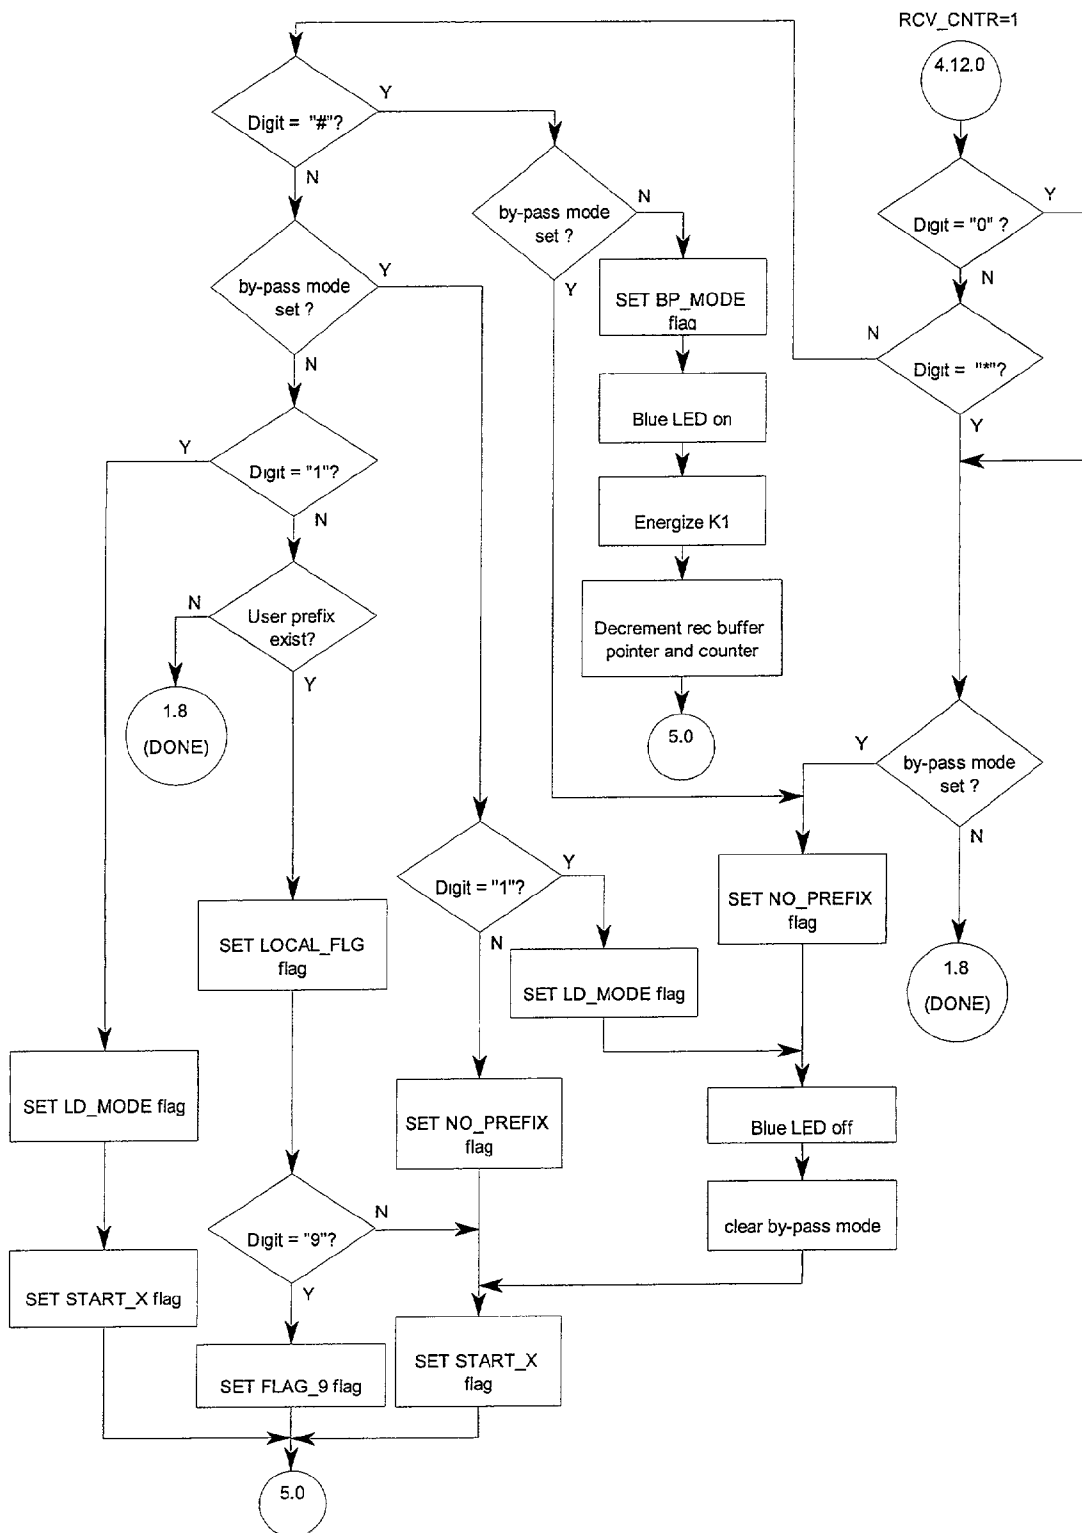 RCV_CNTR=1
4.12.0
Digit = "0" ?
Y
N
Digit = "*"?
N
Y
Digit = "#"?
Y
N
by-pass mode
set ?
N
Y
SET BP_MODE
flag
Blue LED on
Energize K1
Decrement rec buffer
pointer and counter
5.0
by-pass mode
set ?
Y
N
Digit = "1"?
Y
N
User prefix
exist?
N
Y
1.8
(DONE)
by-pass mode
set ?
Y
N
1.8
(DONE)
SET NO_PREFIX
flag
Digit = "1"?
Y
N
SET LD_MODE flag
SET LOCAL_FLG
flag
SET LD_MODE flag
SET NO_PREFIX
flag
Blue LED off
clear by-pass mode
Digit = "9"?
N
Y
SET START_X flag
SET FLAG_9 flag
SET START_X
flag
5.0